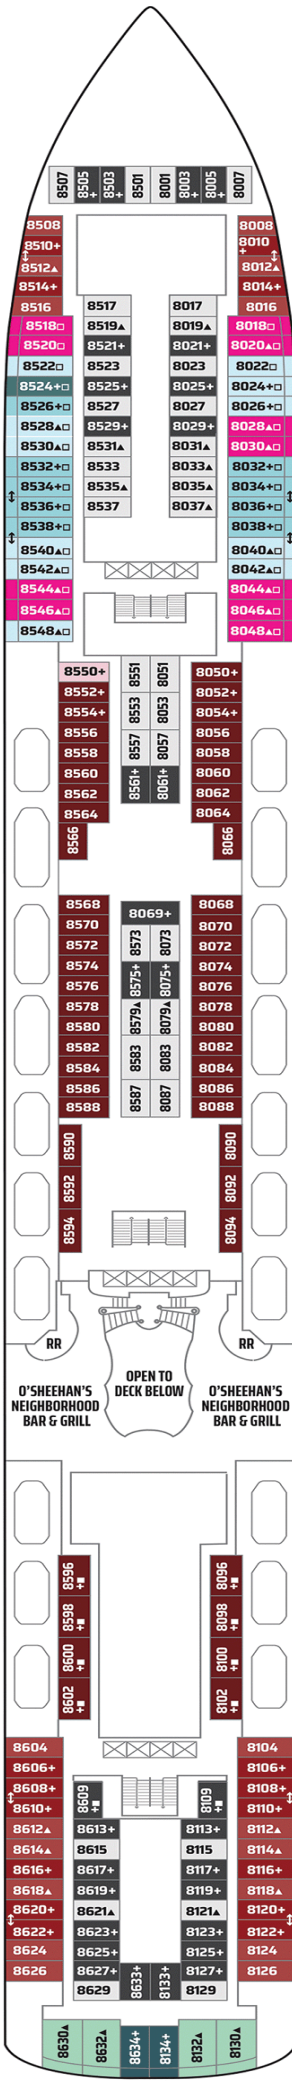 8507 8505+ 8503+ 8501 8001 8003+ 8005+ 8007
8508 8008
8510+ 8010+
8512▲ 8012▲
8514+ 8014+
8516 8517 8017 8016
8518□ 8519▲ 8019▲ 8018□
8520□ 8521+ 8021+ 8020▲□
8522□ 8523 8023 8022□
8524+□ 8525+ 8025+ 8024+□
8526+□ 8527 8027 8026+□
8528▲□ 8529+ 8029+ 8028▲□
8530▲□ 8531▲ 8031▲ 8030▲□
8532+□ 8533 8033▲ 8032+□
8534+□ 8535▲ 8035▲ 8034+□
8536+□ 8537 8037▲ 8036+□
8538+□ 8038+□
8540▲□ 8040▲□
8542▲□ 8042▲□
8544▲□ 8044▲□
8546▲□ 8046▲□
8548▲□ 8048▲□
8550+ 8551 8051 8050+
8552+ 8052+
8554+ 8553 8053 8054+
8556 8557 8057 8056
8558 8058
8560 8561+ 8061+ 8060
8562 8062
8564 8064
8566 8066
8568 8069+ 8068
8570 8070
8572 8573 8073 8072
8574 8074
8576 8575+ 8075+ 8076
8578 8579▲ 8079▲ 8078
8580 8080
8582 8583 8083 8082
8584 8084
8586 8587 8087 8086
8588 8088
8590 8090
8592 8092
8594 8094
RR RR
OPEN TO
DECK BELOW
O'SHEEHAN'S
NEIGHBORHOOD
BAR & GRILL
O'SHEEHAN'S
NEIGHBORHOOD
BAR & GRILL
8596+■ 8096+■
8598+■ 8098+■
8600+■ 8100+■
8602+■ 8102+■
8604 8104
8606+ 8106+
8608+ 8609+■ 8109+■ 8108+
8610+ 8110+
8612▲ 8613+ 8113+ 8112▲
8614▲ 8615 8115 8114▲
8616+ 8617+ 8117+ 8116+
8618▲ 8619+ 8119+ 8118▲
8620+ 8621▲ 8121▲ 8120+
8622+ 8623+ 8123+ 8122+
8624 8625+ 8125+ 8124
8626 8627+ 8633+ 8133+ 8127+ 8126
8629 8129
8630▲ 8632▲ 8634+ 8134+ 8132▲ 8130▲